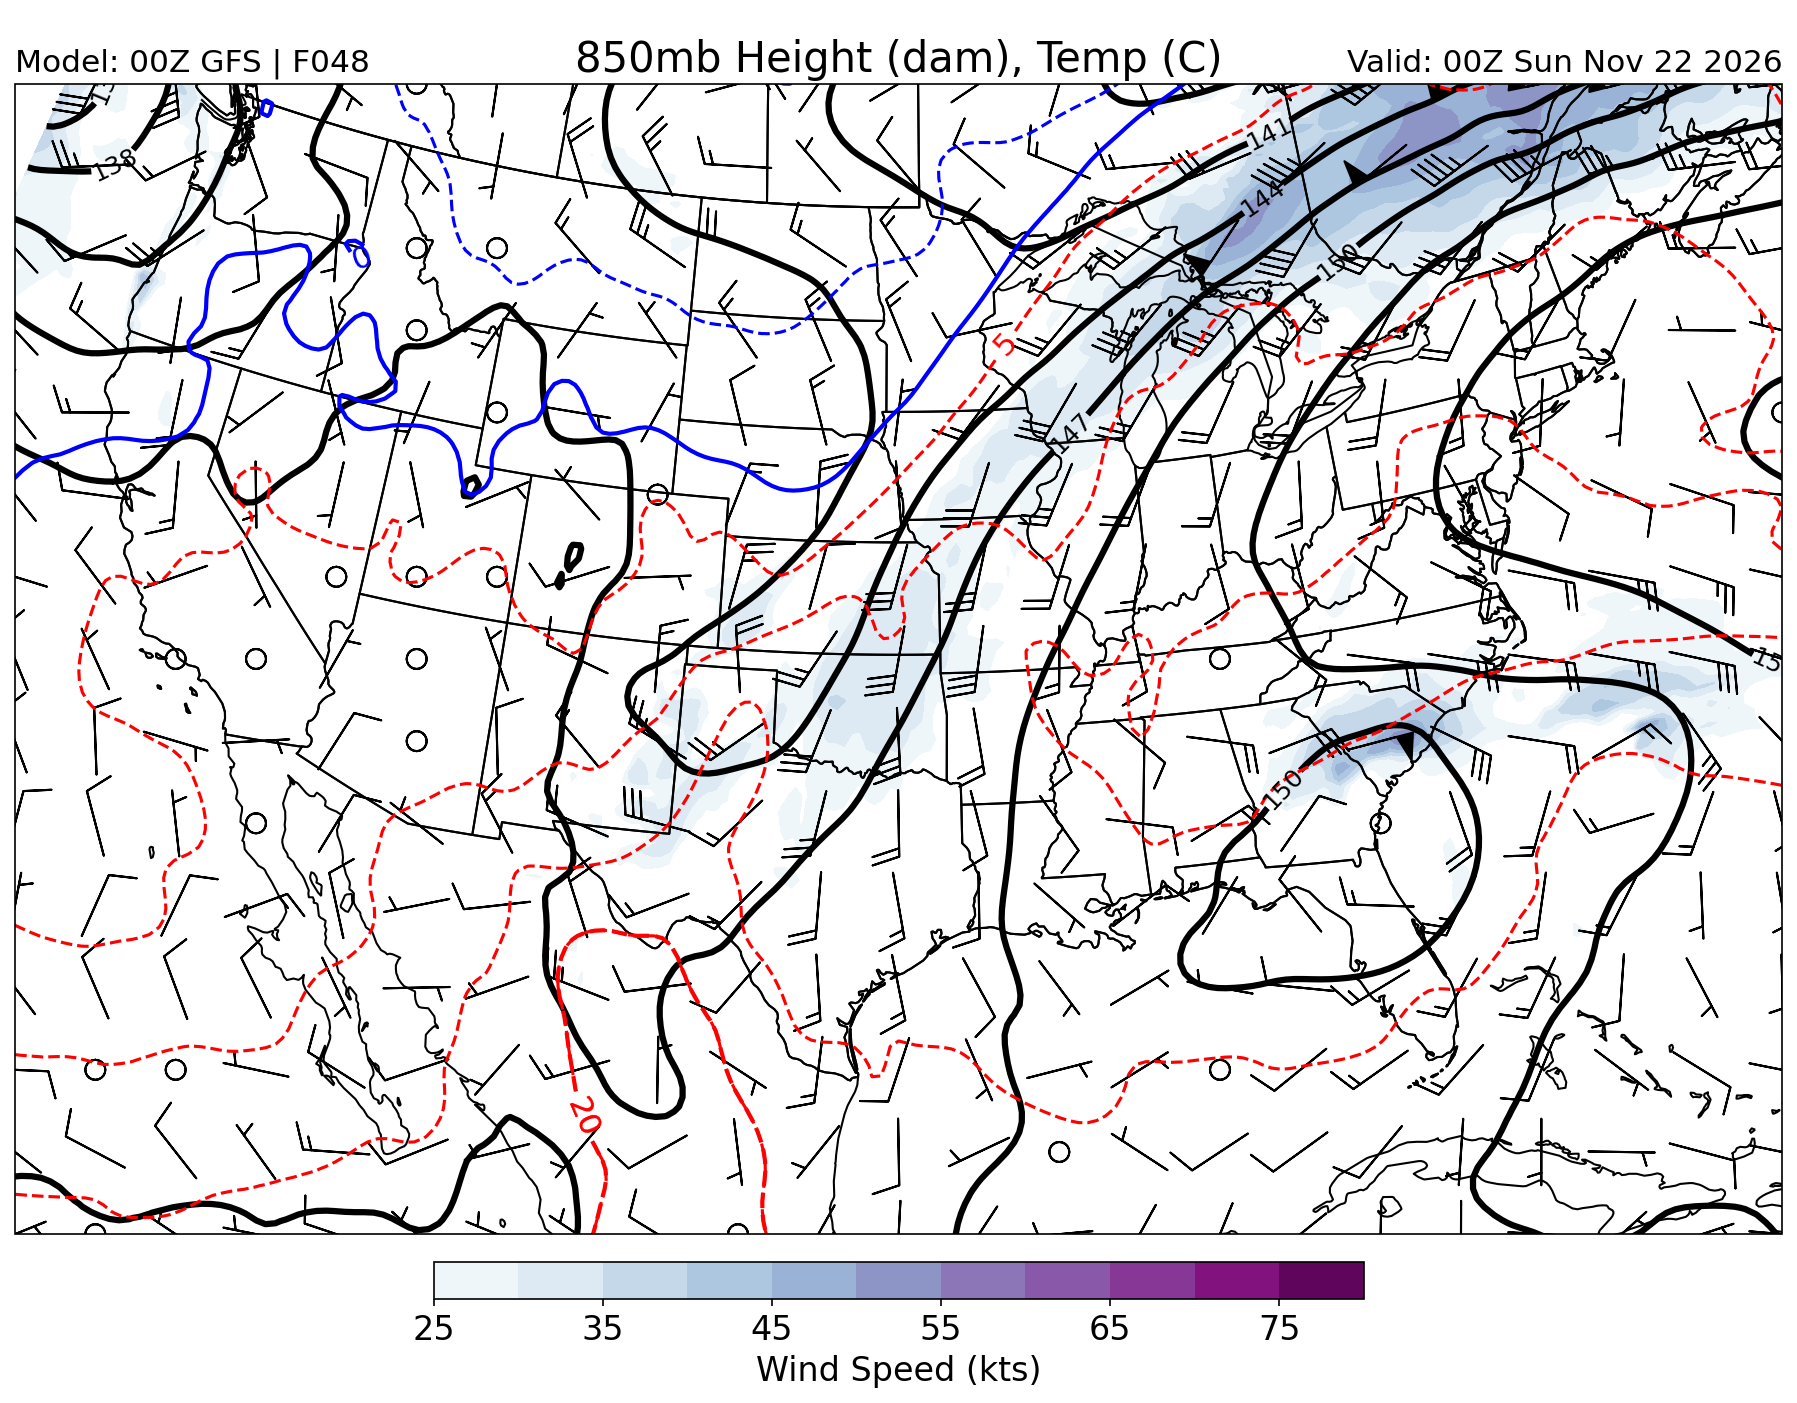 Model: 00Z GFS | F048
850mb Height (dam), Temp (C)
Valid: 00Z Sun Nov 22 2026
138
141
144
150
0
5
147
150
20
25 35 45 55 65 75
Wind Speed (kts)